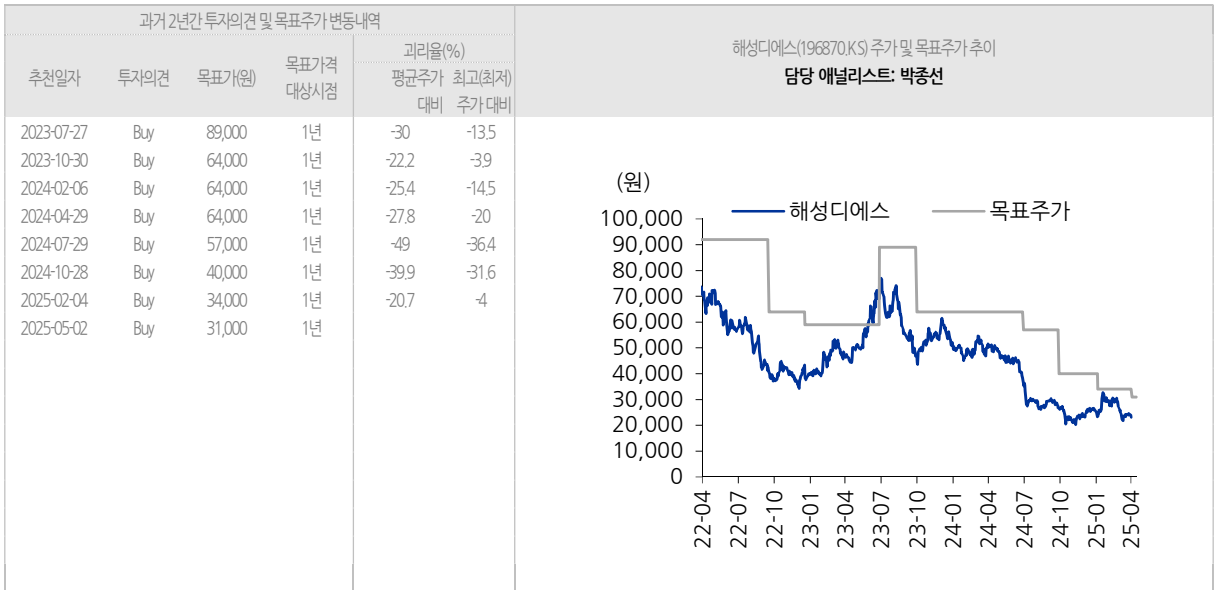 과거 2년간 투자의견 및 목표주가 변동내역
추천일자 투자의견 목표가(원) 목표가격 대상시점 괴리율(%)
평균주가 대비 최고(최저) 주가 대비
2023-07-27 Buy 89,000 1년 -30 -13.5
2023-10-30 Buy 64,000 1년 -22.2 -3.9
2024-02-06 Buy 64,000 1년 -25.4 -14.5
2024-04-29 Buy 64,000 1년 -27.8 -20
2024-07-29 Buy 57,000 1년 -49 -36.4
2024-10-28 Buy 40,000 1년 -39.9 -31.6
2025-02-04 Buy 34,000 1년 -20.7 -4
2025-05-02 Buy 31,000 1년
해성디에스(196870.KS) 주가 및 목표주가 추이
담당 애널리스트: 박종선
(원)
해성디에스 목표주가
100,000
90,000
80,000
70,000
60,000
50,000
40,000
30,000
20,000
10,000
0
22-04 22-07 22-10 23-01 23-04 23-07 23-10 24-01 24-04 24-07 24-10 25-01 25-04